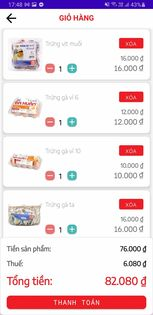 17:48
43%
GIỎ HÀNG
Trứng vịt muối
XÓA
16.000 ₫
1
16.000 ₫
Trứng gà vỉ 6
XÓA
12.000 ₫
1
12.000 ₫
Trứng gà vỉ 10
XÓA
10.000 ₫
1
10.000 ₫
Trứng gà ta
XÓA
16.000 ₫
1
16.000 ₫
Tiền sản phẩm: 76.000 ₫
Thuế: 6.080 ₫
Tổng tiền: 82.080 ₫
THANH TOÁN